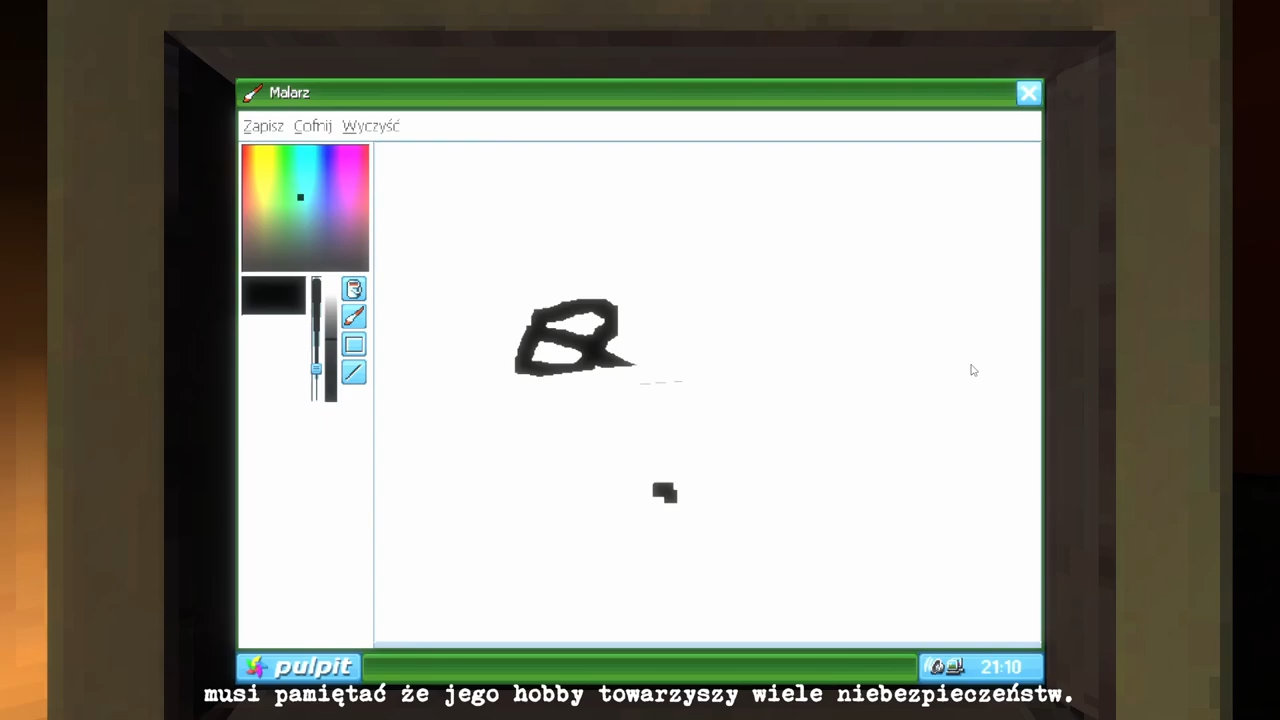 Malarz
Zapisz Cofnij Wyczyść
pulpit
21:10
musi pamiętać że jego hobby towarzyszy wiele niebezpieczeństw.